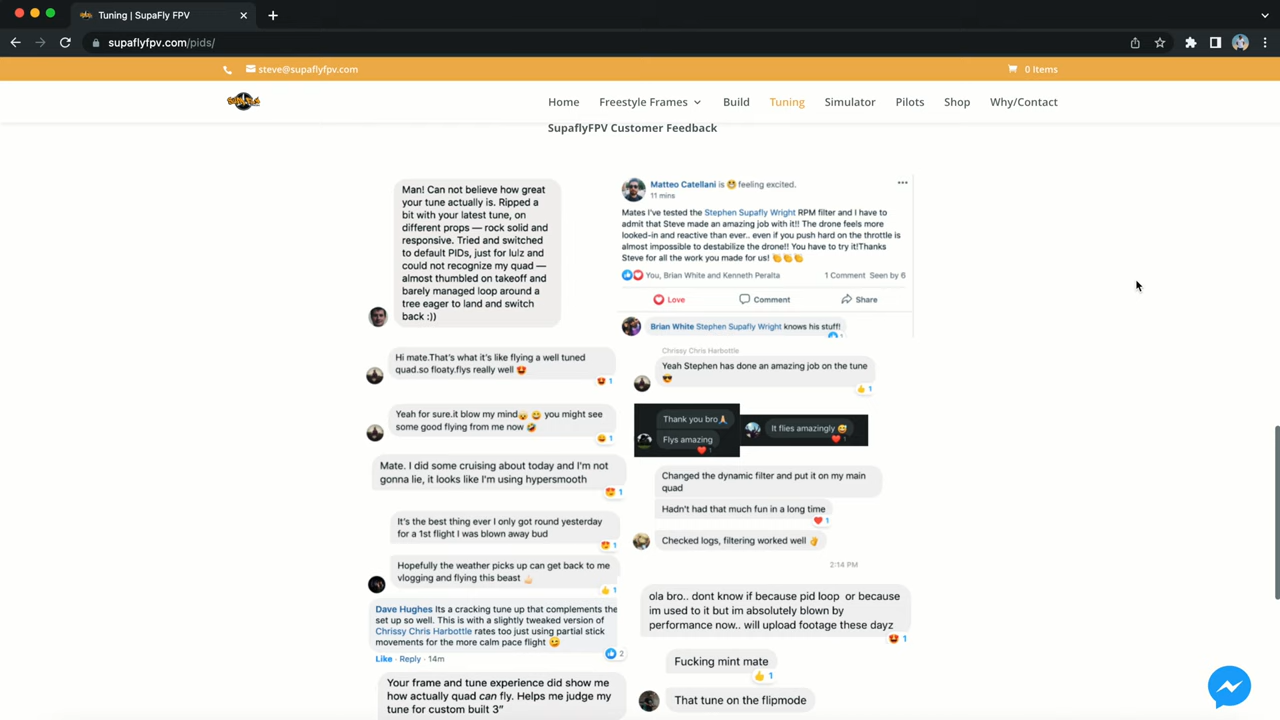 Tuning | SupaFly FPV
supaflyfpv.com/pids/
steve@supaflyfpv.com
0 Items
Home
Freestyle Frames
Build
Tuning
Simulator
Pilots
Shop
Why/Contact
SupaflyFPV Customer Feedback
Man! Can not believe how great
your tune actually is. Ripped a
bit with your latest tune, on
different props — rock solid and
responsive. Tried and switched
to default PIDs, just for lulz and
could not recognize my quad —
almost thumbled on takeoff and
barely managed loop around a
tree eager to land and switch
back :))
Matteo Catellani is 😁 feeling excited.
11 mins
Mates I've tested the Stephen Supafly Wright RPM filter and I have to
admit that Steve made an amazing job with it!! The drone feels more
looked-in and reactive than ever.. even if you push hard on the throttle is
almost impossible to destabilize the drone!! You have to try it!Thanks
Steve for all the work you made for us! 👏👏👏
You, Brian White and Kenneth Peralta
1 Comment Seen by 6
Love
Comment
Share
Brian White Stephen Supafly Wright knows his stuff!
1
Hi mate.That's what it's like flying a well tuned
quad.so floaty.flys really well 😍
1
Chrissy Chris Harbottle
Yeah Stephen has done an amazing job on the tune
😎
1
Yeah for sure.it blow my mind🤯 😄 you might see
some good flying from me now 🤣
1
Thank you bro🙏
Flys amazing
1
It flies amazingly 😅
1
Mate. I did some cruising about today and I'm not
gonna lie, it looks like I'm using hypersmooth
1
Changed the dynamic filter and put it on my main
quad
Hadn't had that much fun in a long time
1
It's the best thing ever I only got round yesterday
for a 1st flight I was blown away bud
1
Checked logs, filtering worked well 👌
Hopefully the weather picks up can get back to me
vlogging and flying this beast 🤞🏻
1
2:14 PM
Dave Hughes Its a cracking tune up that complements the
set up so well. This is with a slightly tweaked version of
Chrissy Chris Harbottle rates too just using partial stick
movements for the more calm pace flight 😉
2
Like · Reply · 14m
ola bro.. dont know if because pid loop or because
im used to it but im absolutely blown by
performance now.. will upload footage these dayz
1
Fucking mint mate
1
Your frame and tune experience did show me
how actually quad can fly. Helps me judge my
tune for custom built 3”
That tune on the flipmode